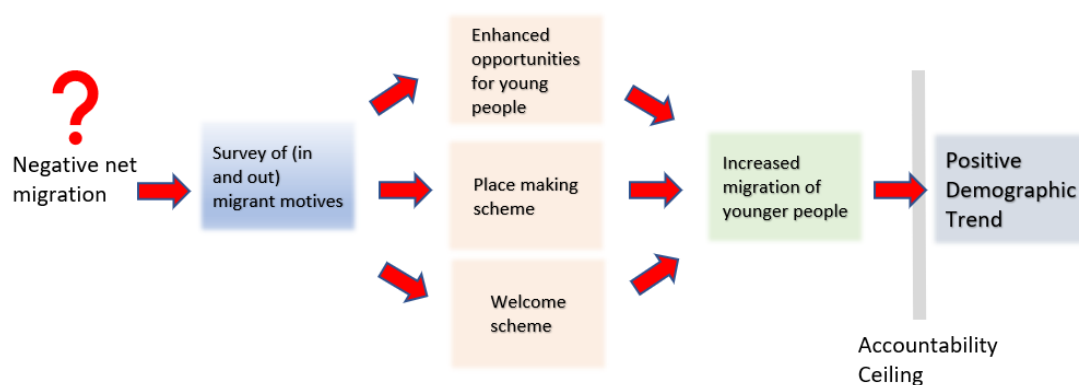 ?
Negative net
migration
Survey of (in
and out)
migrant motives
Enhanced
opportunities
for young
people
Place making
scheme
Welcome
scheme
Increased
migration of
younger people
Positive
Demographic
Trend
Accountability
Ceiling